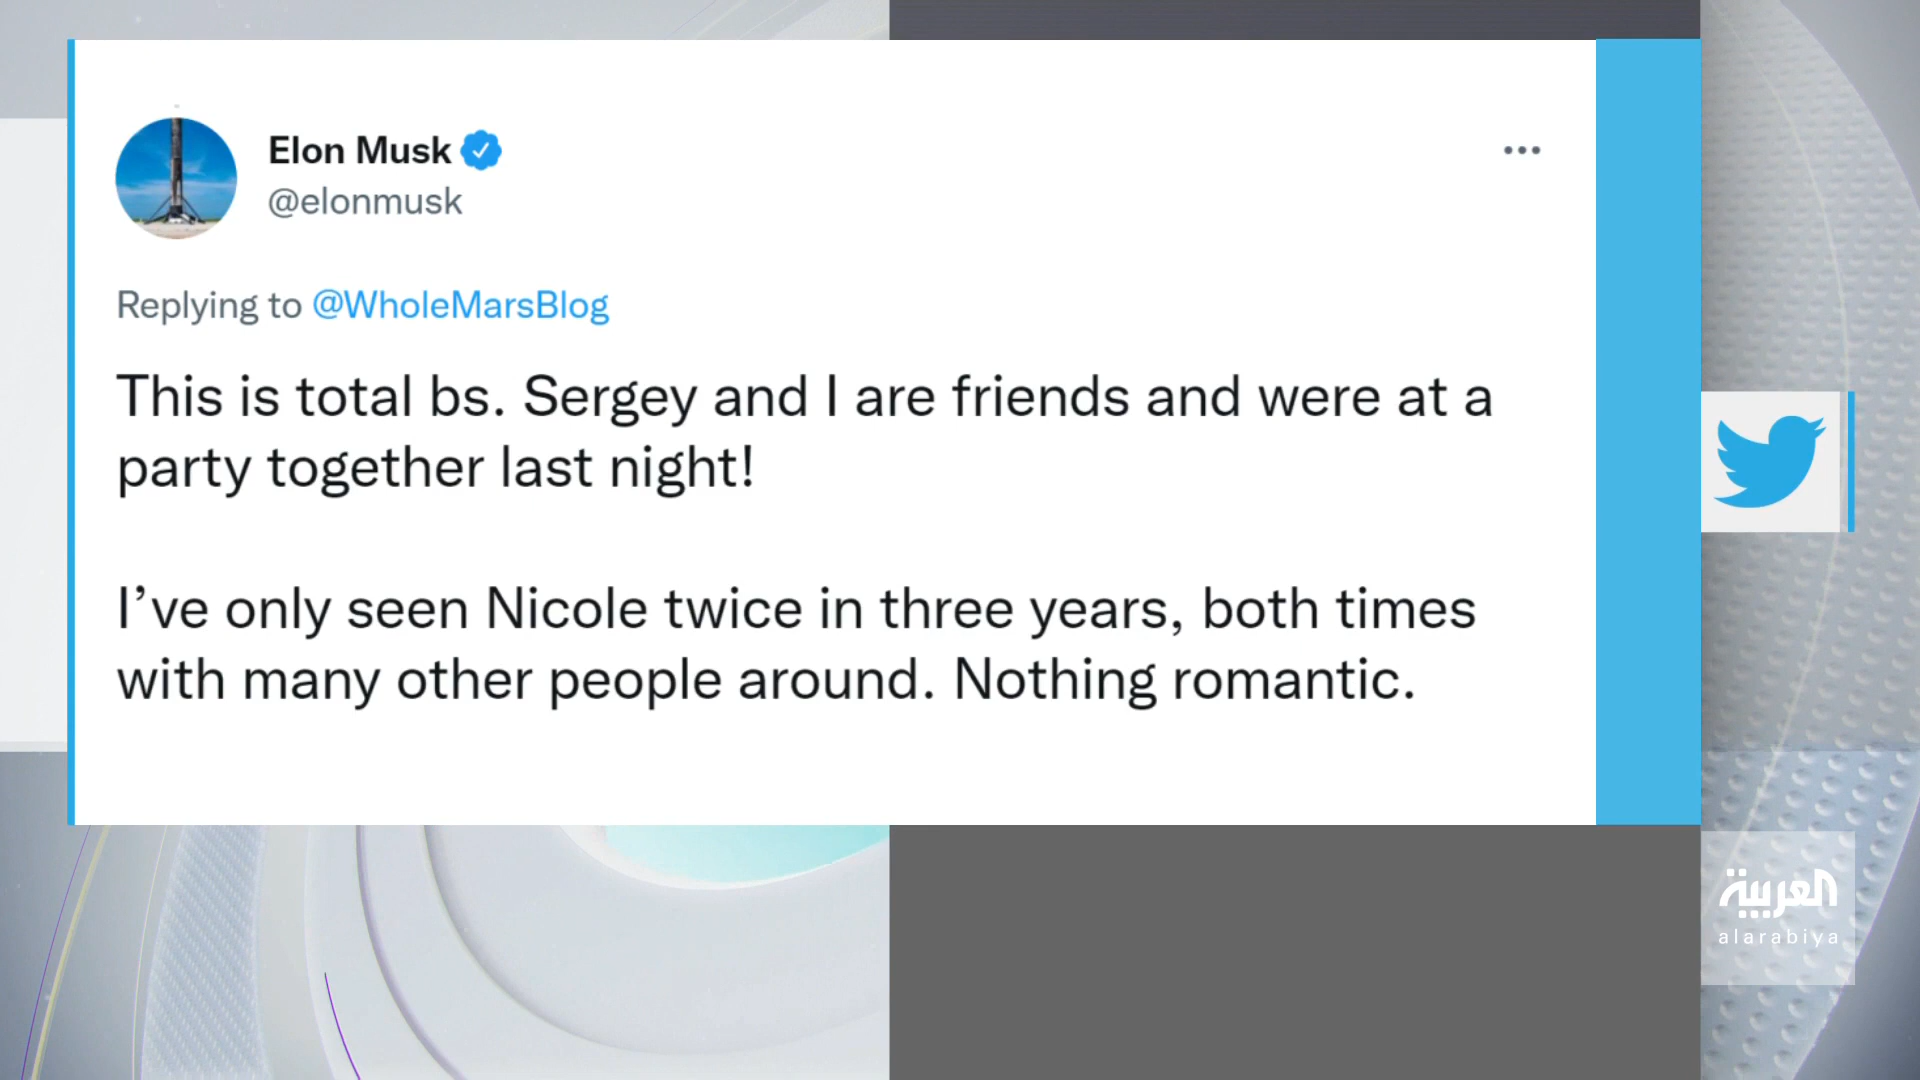 Elon Musk
@elonmusk
Replying to @WholeMarsBlog
This is total bs. Sergey and I are friends and were at a
party together last night!
I’ve only seen Nicole twice in three years, both times
with many other people around. Nothing romantic.
العربية
alarabiya